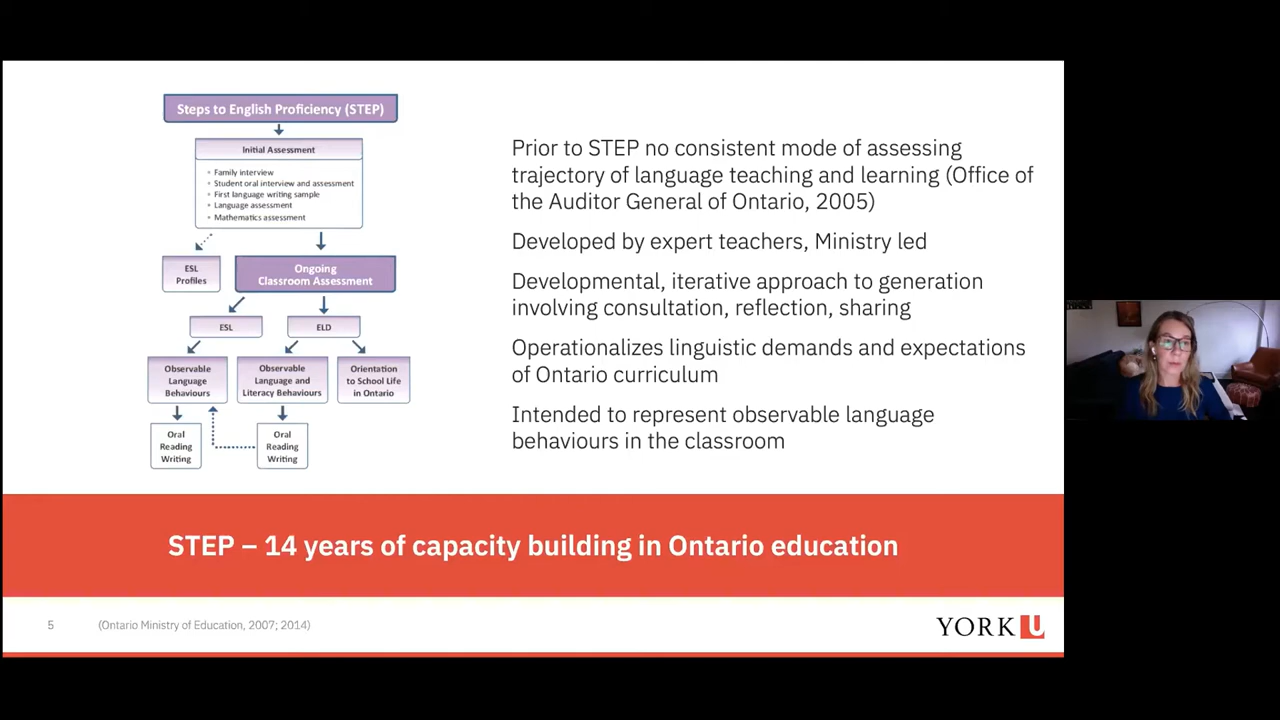 Steps to English Proficiency (STEP)
Initial Assessment
• Family interview
• Student oral interview and assessment
• First language writing sample
• Language assessment
• Mathematics assessment
ESL
Profiles
Ongoing
Classroom Assessment
ESL
ELD
Observable
Language
Behaviours
Observable
Language and
Literacy Behaviours
Orientation
to School Life
in Ontario
Oral
Reading
Writing
Oral
Reading
Writing
Prior to STEP no consistent mode of assessing
trajectory of language teaching and learning (Office of
the Auditor General of Ontario, 2005)
Developed by expert teachers, Ministry led
Developmental, iterative approach to generation
involving consultation, reflection, sharing
Operationalizes linguistic demands and expectations
of Ontario curriculum
Intended to represent observable language
behaviours in the classroom
STEP – 14 years of capacity building in Ontario education
5
(Ontario Ministry of Education, 2007; 2014)
YORK U